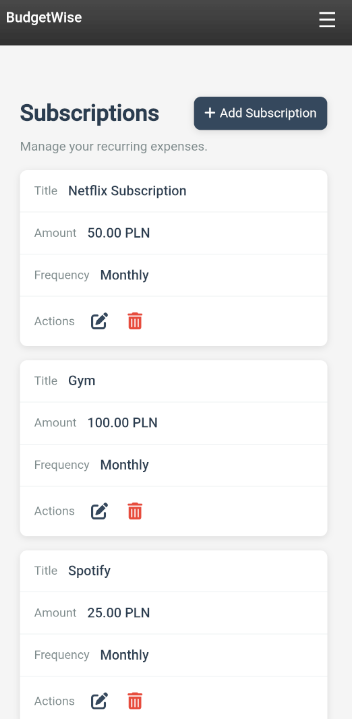 BudgetWise
Subscriptions
+ Add Subscription
Manage your recurring expenses.
Title Netflix Subscription
Amount 50.00 PLN
Frequency Monthly
Actions
Title Gym
Amount 100.00 PLN
Frequency Monthly
Actions
Title Spotify
Amount 25.00 PLN
Frequency Monthly
Actions